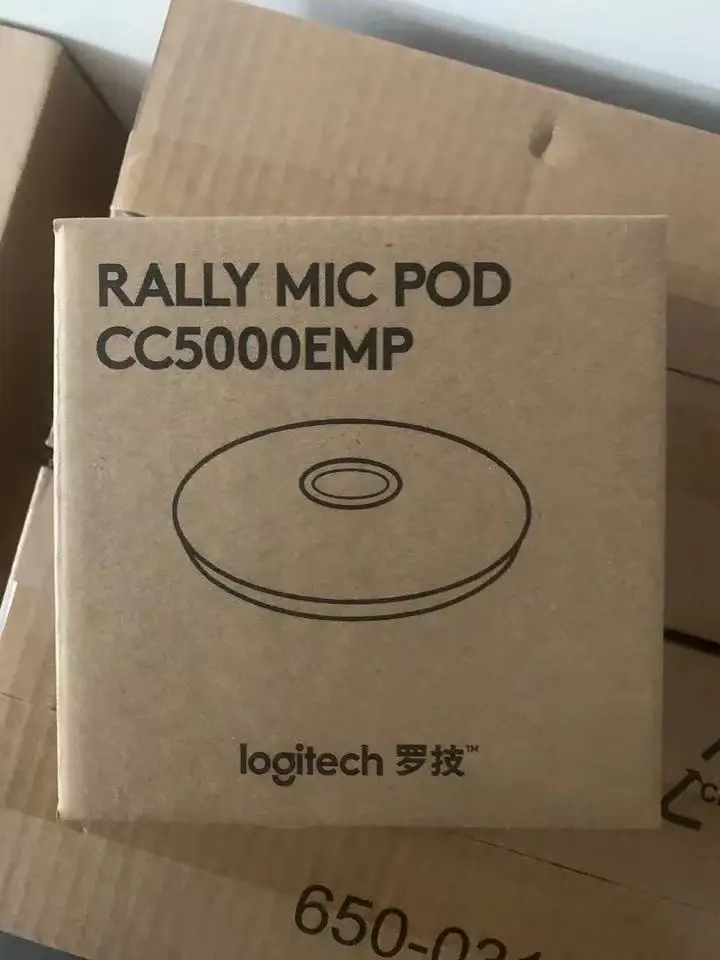 RALLY MIC POD
CC5000EMP
logitech 罗技™